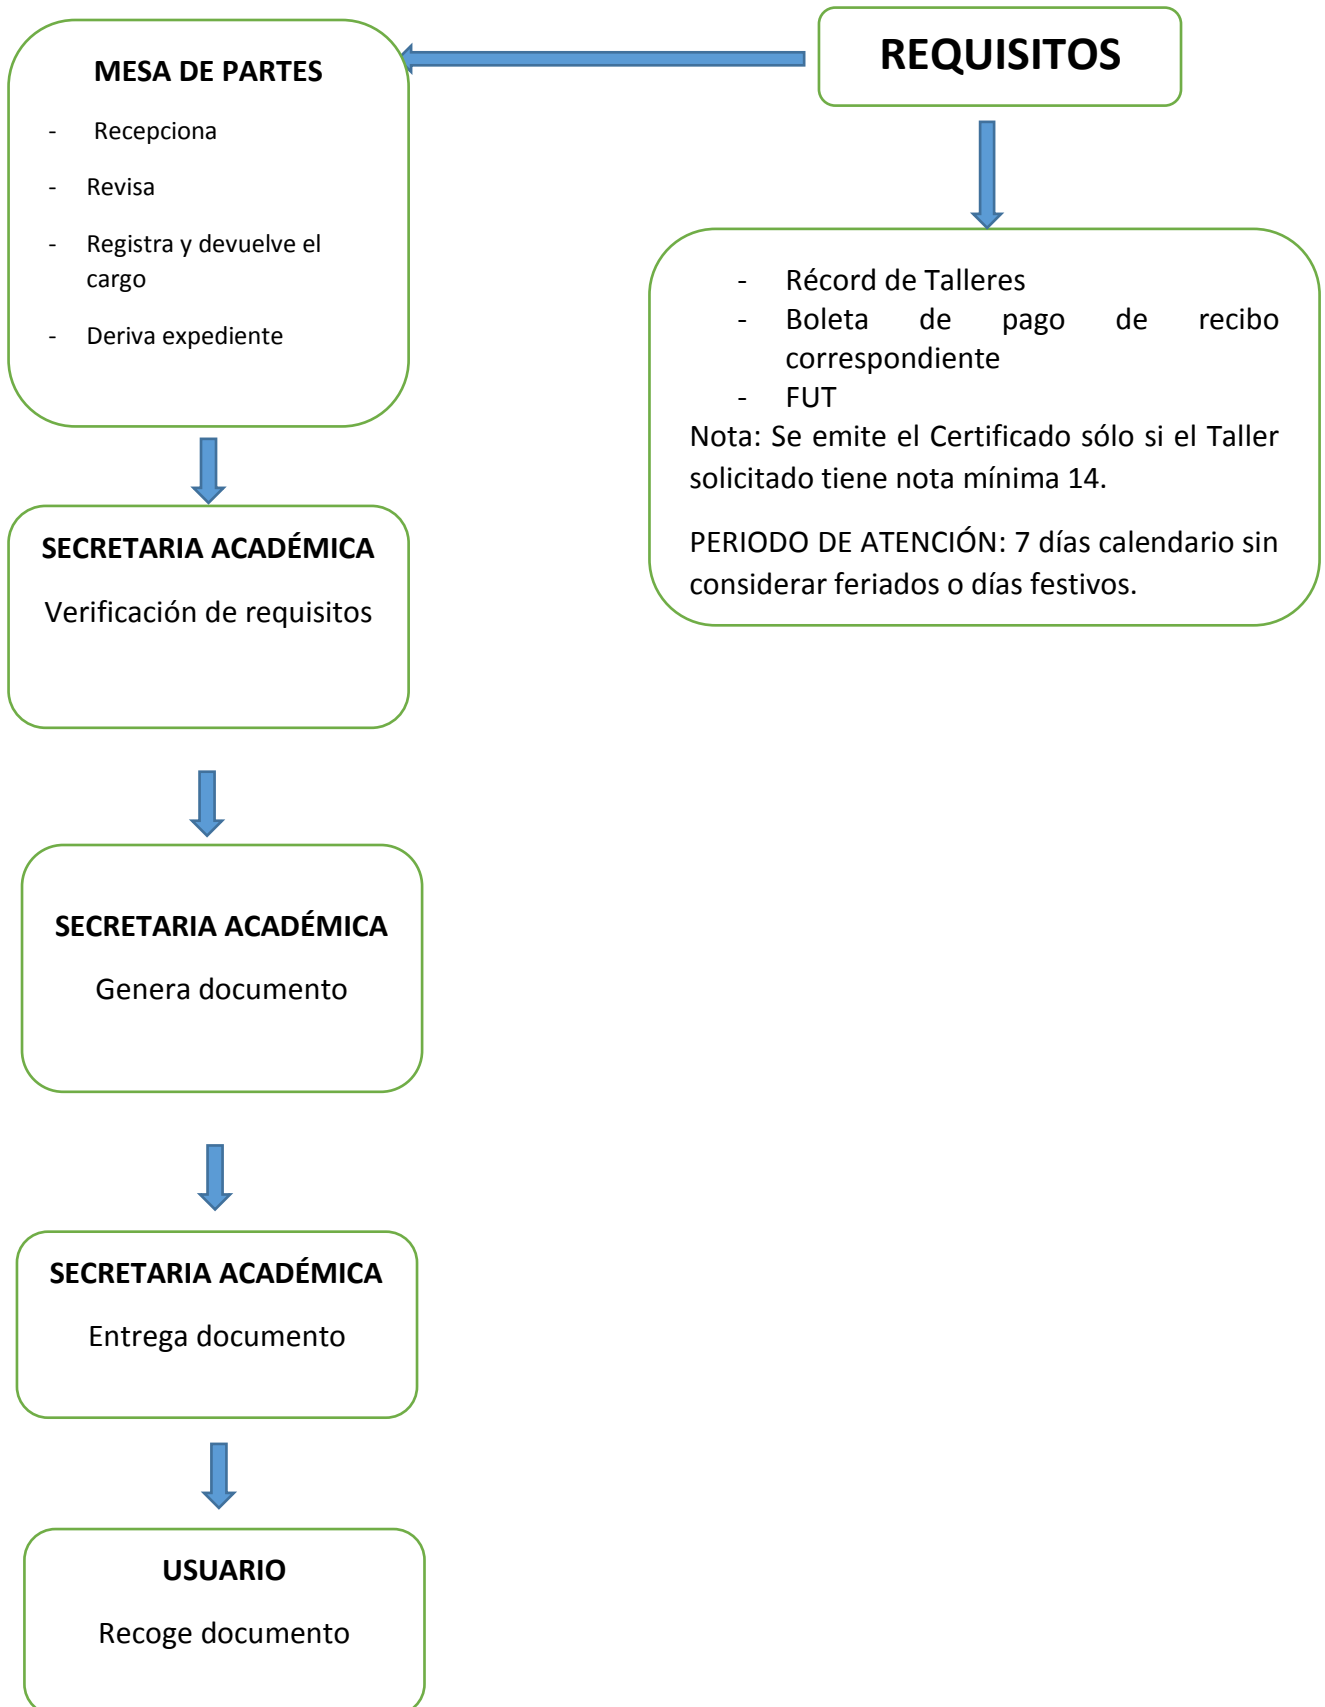 REQUISITOS
MESA DE PARTES
- Recepciona
- Revisa
- Registra y devuelve el
cargo
- Deriva expediente
- Récord de Talleres
- Boleta de pago de recibo
correspondiente
- FUT
Nota: Se emite el Certificado sólo si el Taller
solicitado tiene nota mínima 14.
PERIODO DE ATENCIÓN: 7 días calendario sin
considerar feriados o días festivos.
SECRETARIA ACADÉMICA
Verificación de requisitos
SECRETARIA ACADÉMICA
Genera documento
SECRETARIA ACADÉMICA
Entrega documento
USUARIO
Recoge documento